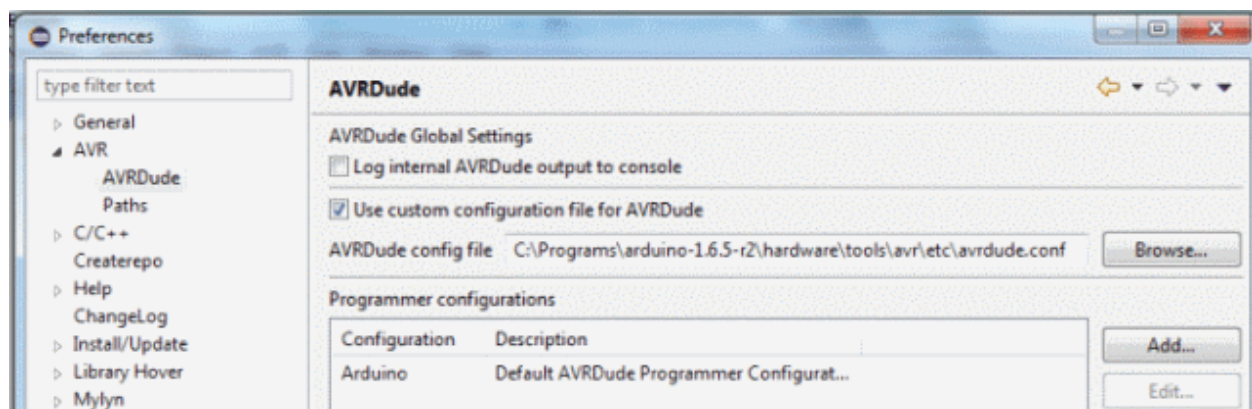 Preferences
type filter text
General
AVR
AVRDude
Paths
C/C++
Createrepo
Help
ChangeLog
Install/Update
Library Hover
Mylyn
AVRDude
AVRDude Global Settings
Log internal AVRDude output to console
Use custom configuration file for AVRDude
AVRDude config file C:\Programs\arduino-1.6.5-r2\hardware\tools\avr\etc\avrdude.conf Browse...
Programmer configurations
Configuration Description
Arduino Default AVRDude Programmer Configurat...
Add...
Edit...